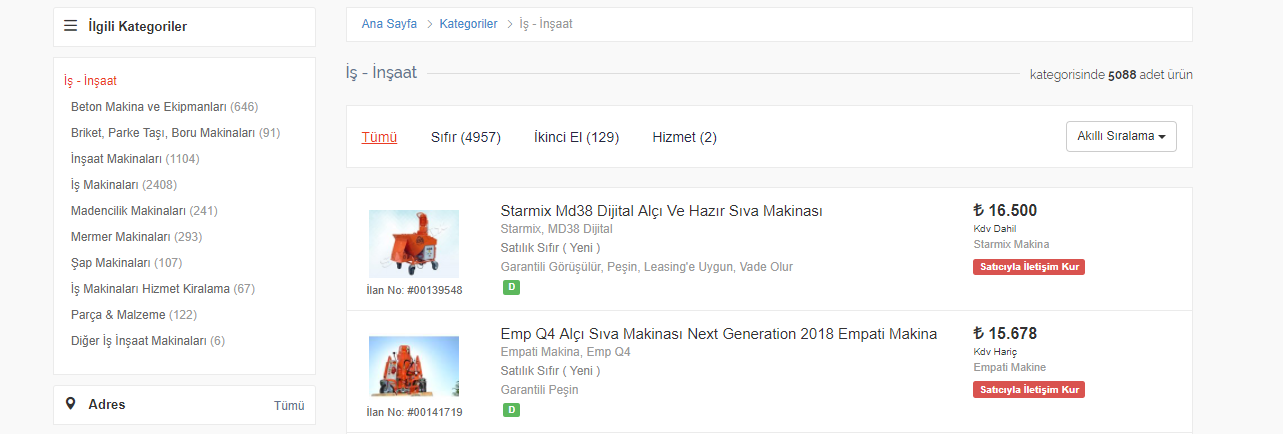 İlgili Kategoriler
İş - İnşaat
Beton Makina ve Ekipmanları (646)
Briket, Parke Taşı, Boru Makinaları (91)
İnşaat Makinaları (1104)
İş Makinaları (2408)
Madencilik Makinaları (241)
Mermer Makinaları (293)
Şap Makinaları (107)
İş Makinaları Hizmet Kiralama (67)
Parça & Malzeme (122)
Diğer İş İnşaat Makinaları (6)
Adres Tümü
Ana Sayfa > Kategoriler > İş - İnşaat
İş - İnşaat kategorisinde 5088 adet ürün
Tümü Sıfır (4957) İkinci El (129) Hizmet (2) Akıllı Sıralama
Starmix Md38 Dijital Alçı Ve Hazır Sıva Makinası
Starmix, MD38 Dijital
Satılık Sıfır ( Yeni )
Garantili Görüşülür, Peşin, Leasing'e Uygun, Vade Olur
D
İlan No: #00139548
₺ 16.500
Kdv Dahil
Starmix Makina
Satıcıyla İletişim Kur
Emp Q4 Alçı Sıva Makinası Next Generation 2018 Empati Makina
Empati Makina, Emp Q4
Satılık Sıfır ( Yeni )
Garantili Peşin
D
İlan No: #00141719
₺ 15.678
Kdv Hariç
Empati Makine
Satıcıyla İletişim Kur